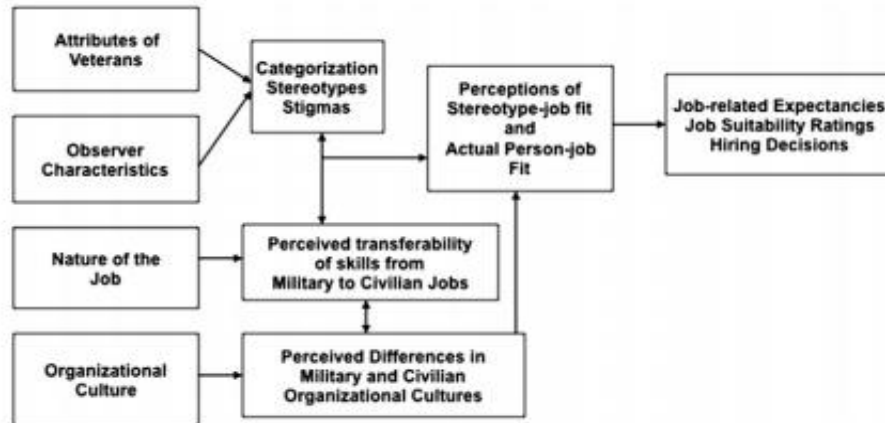 Attributes of
Veterans
Categorization
Stereotypes
Stigmas
Perceptions of
Stereotype-job fit
and
Actual Person-job
Fit
Job-related Expectancies
Job Suitability Ratings
Hiring Decisions
Observer
Characteristics
Nature of the
Job
Perceived transferability
of skills from
Military to Civilian Jobs
Organizational
Culture
Perceived Differences in
Military and Civilian
Organizational Cultures